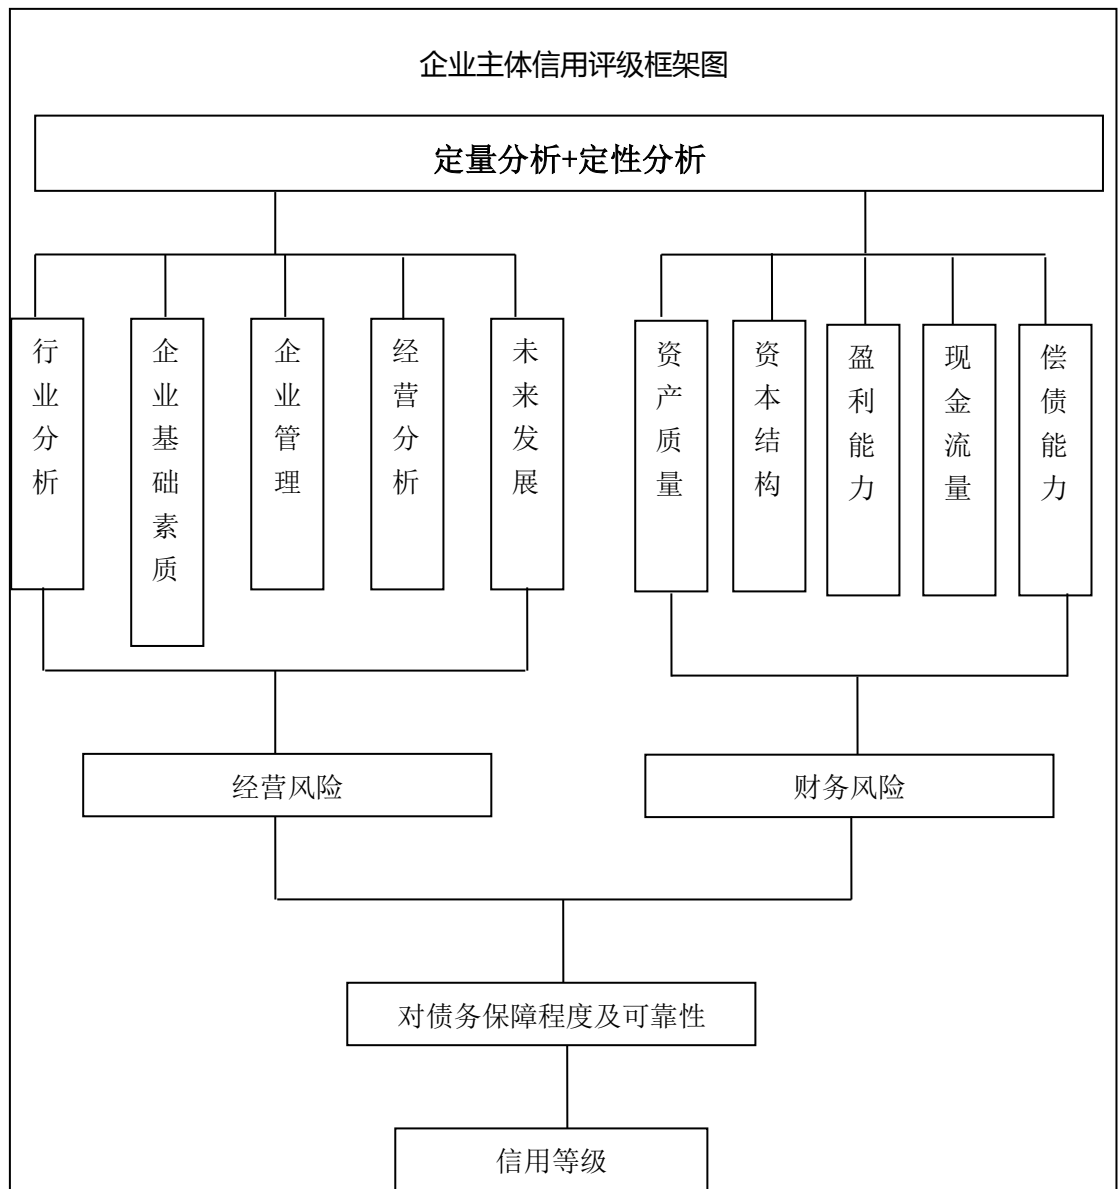 企业主体信用评级框架图
定量分析+定性分析
行业分析
企业基础素质
企业管理
经营分析
未来发展
资产质量
资本结构
盈利能力
现金流量
偿债能力
经营风险
财务风险
对债务保障程度及可靠性
信用等级